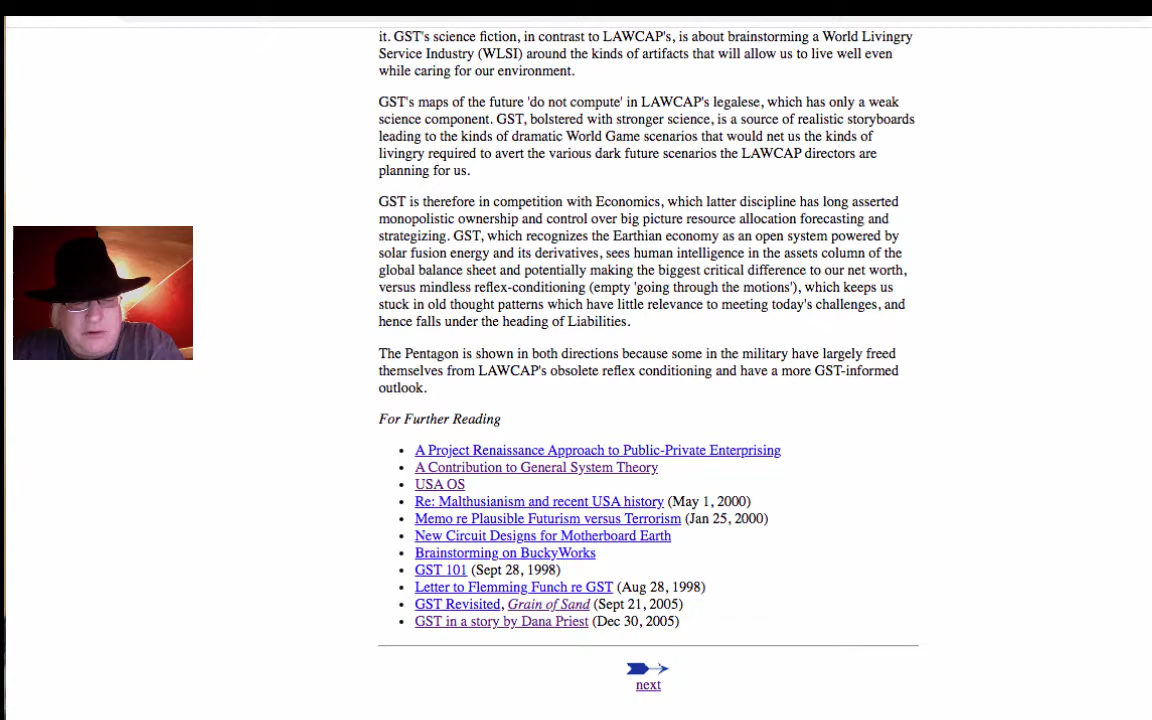 it. GST's science fiction, in contrast to LAWCAP's, is about brainstorming a World Livingry
Service Industry (WLSI) around the kinds of artifacts that will allow us to live well even
while caring for our environment.
GST's maps of the future 'do not compute' in LAWCAP's legalese, which has only a weak
science component. GST, bolstered with stronger science, is a source of realistic storyboards
leading to the kinds of dramatic World Game scenarios that would net us the kinds of
livingry required to avert the various dark future scenarios the LAWCAP directors are
planning for us.
GST is therefore in competition with Economics, which latter discipline has long asserted
monopolistic ownership and control over big picture resource allocation forecasting and
strategizing. GST, which recognizes the Earthian economy as an open system powered by
solar fusion energy and its derivatives, sees human intelligence in the assets column of the
global balance sheet and potentially making the biggest critical difference to our net worth,
versus mindless reflex-conditioning (empty 'going through the motions'), which keeps us
stuck in old thought patterns which have little relevance to meeting today's challenges, and
hence falls under the heading of Liabilities.
The Pentagon is shown in both directions because some in the military have largely freed
themselves from LAWCAP's obsolete reflex conditioning and have a more GST-informed
outlook.
For Further Reading
• A Project Renaissance Approach to Public-Private Enterprising
• A Contribution to General System Theory
• USA OS
• Re: Malthusianism and recent USA history (May 1, 2000)
• Memo re Plausible Futurism versus Terrorism (Jan 25, 2000)
• New Circuit Designs for Motherboard Earth
• Brainstorming on BuckyWorks
• GST 101 (Sept 28, 1998)
• Letter to Flemming Funch re GST (Aug 28, 1998)
• GST Revisited, Grain of Sand (Sept 21, 2005)
• GST in a story by Dana Priest (Dec 30, 2005)
next